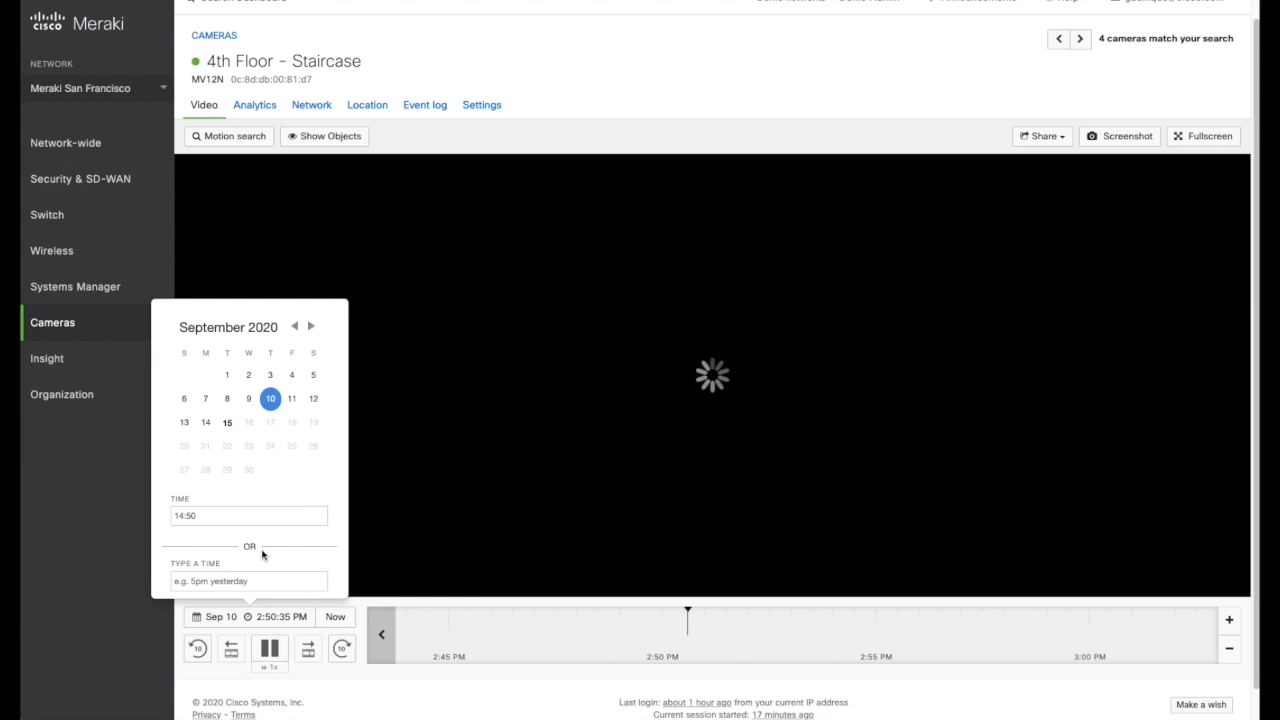 cisco Meraki
NETWORK
Meraki San Francisco
Network-wide
Security & SD-WAN
Switch
Wireless
Systems Manager
Cameras
Insight
Organization
CAMERAS
4th Floor - Staircase
MV12N 0c:8d:db:00:81:d7
4 cameras match your search
Video Analytics Network Location Event log Settings
Motion search Show Objects Share Screenshot Fullscreen
September 2020
S M T W T F S
1 2 3 4 5
6 7 8 9 10 11 12
13 14 15 16 17 18 19
20 21 22 23 24 25 26
27 28 29 30
TIME
14:50
OR
TYPE A TIME
e.g. 5pm yesterday
Sep 10 2:50:35 PM Now
10 10
1x
2:45 PM 2:50 PM 2:55 PM 3:00 PM
+
−
© 2020 Cisco Systems, Inc.
Privacy - Terms
Last login: about 1 hour ago from your current IP address
Current session started: 17 minutes ago
Make a wish